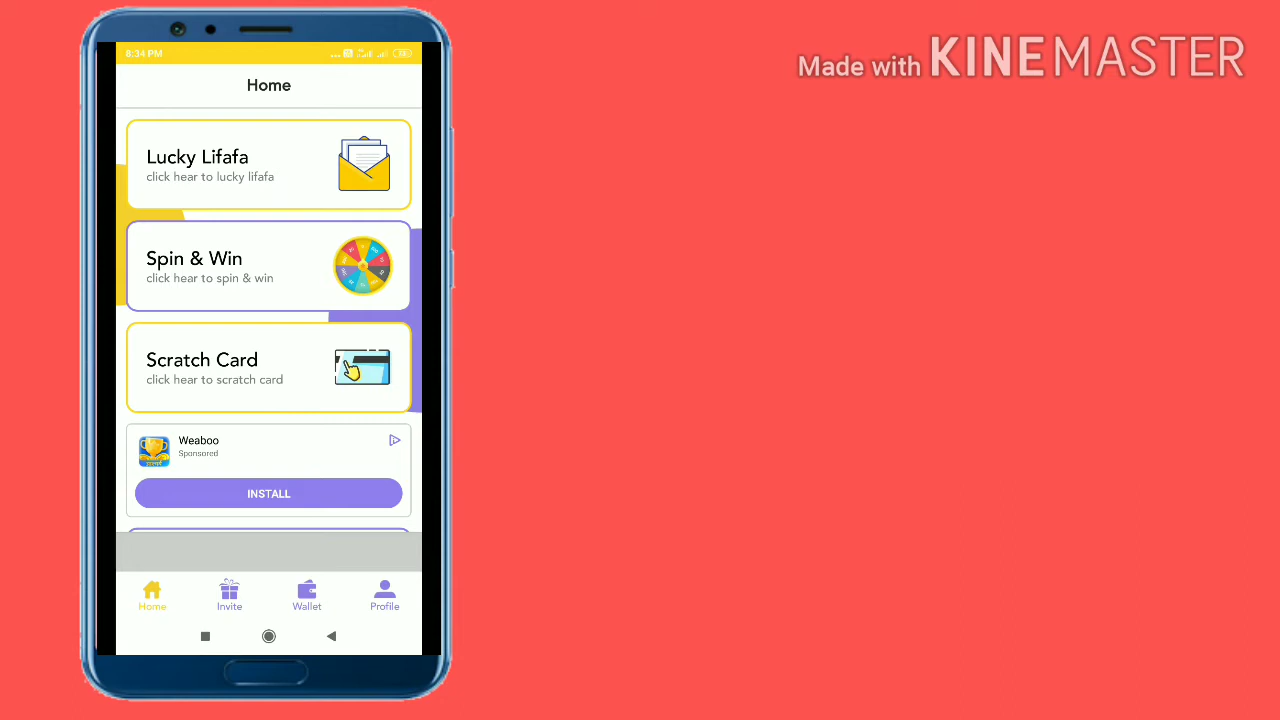 Made with KINEMASTER
8:34 PM
Home
Lucky Lifafa
click hear to lucky lifafa
Spin & Win
click hear to spin & win
Scratch Card
click hear to scratch card
Weaboo
Sponsored
INSTALL
Home
Invite
Wallet
Profile